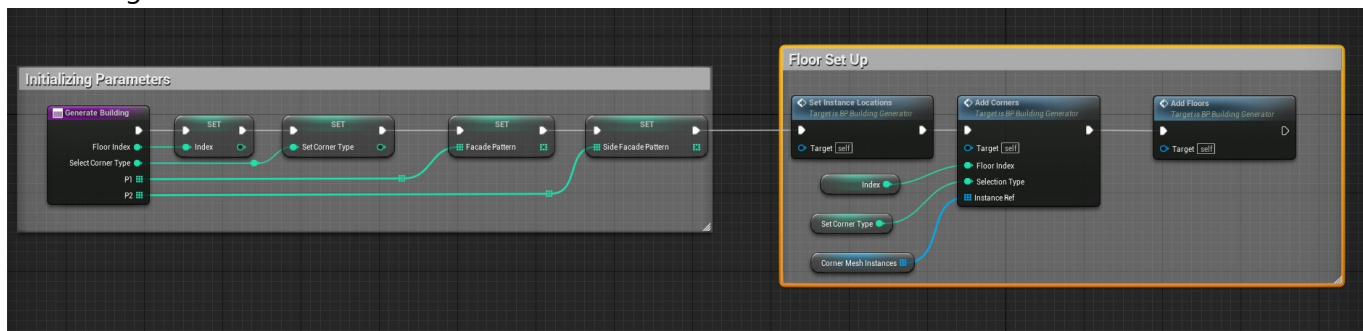 Initializing Parameters
Generate Building
Floor Index
Select Corner Type
P1
P2
SET
Index
SET
Set Corner Type
SET
Facade Pattern
SET
Side Facade Pattern
Floor Set Up
Set Instance Locations
Target is BP Building Generator
Target self
Index
Set Corner Type
Corner Mesh Instances
Add Corners
Target is BP Building Generator
Target self
Floor Index
Selection Type
Instance Ref
Add Floors
Target is BP Building Generator
Target self